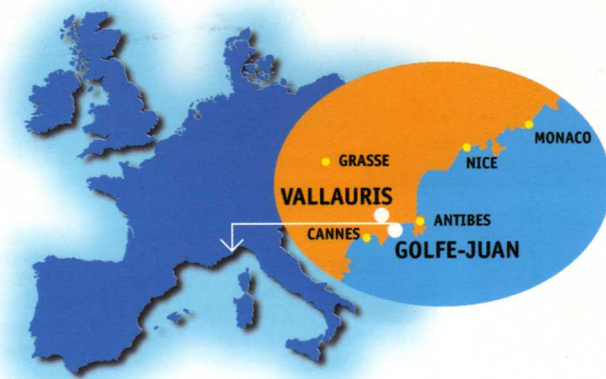 MONACO
NICE
GRASSE
VALLAURIS
ANTIBES
CANNES
GOLFE-JUAN